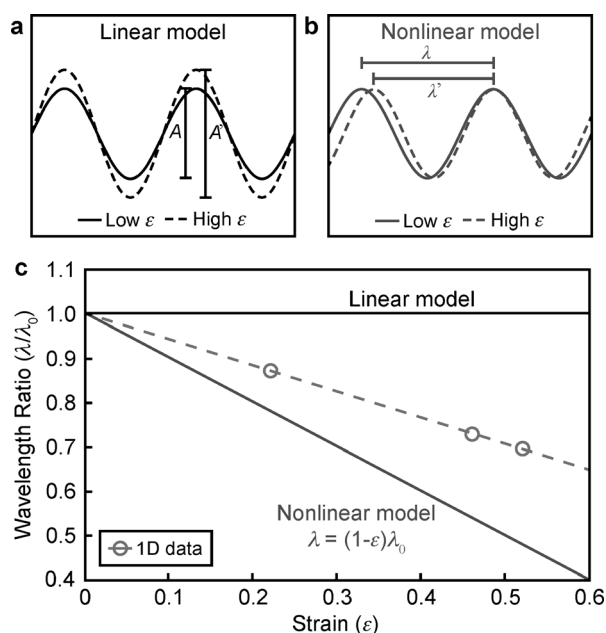 a
Linear model
A
A'
Low ε
High ε
b
Nonlinear model
λ
λ'
Low ε
High ε
c
Wavelength Ratio (λ/λ₀)
1.1
1.0
0.9
0.8
0.7
0.6
0.5
0.4
Linear model
Nonlinear model
λ = (1-ε)λ₀
1D data
0
0.1
0.2
0.3
0.4
0.5
0.6
Strain (ε)